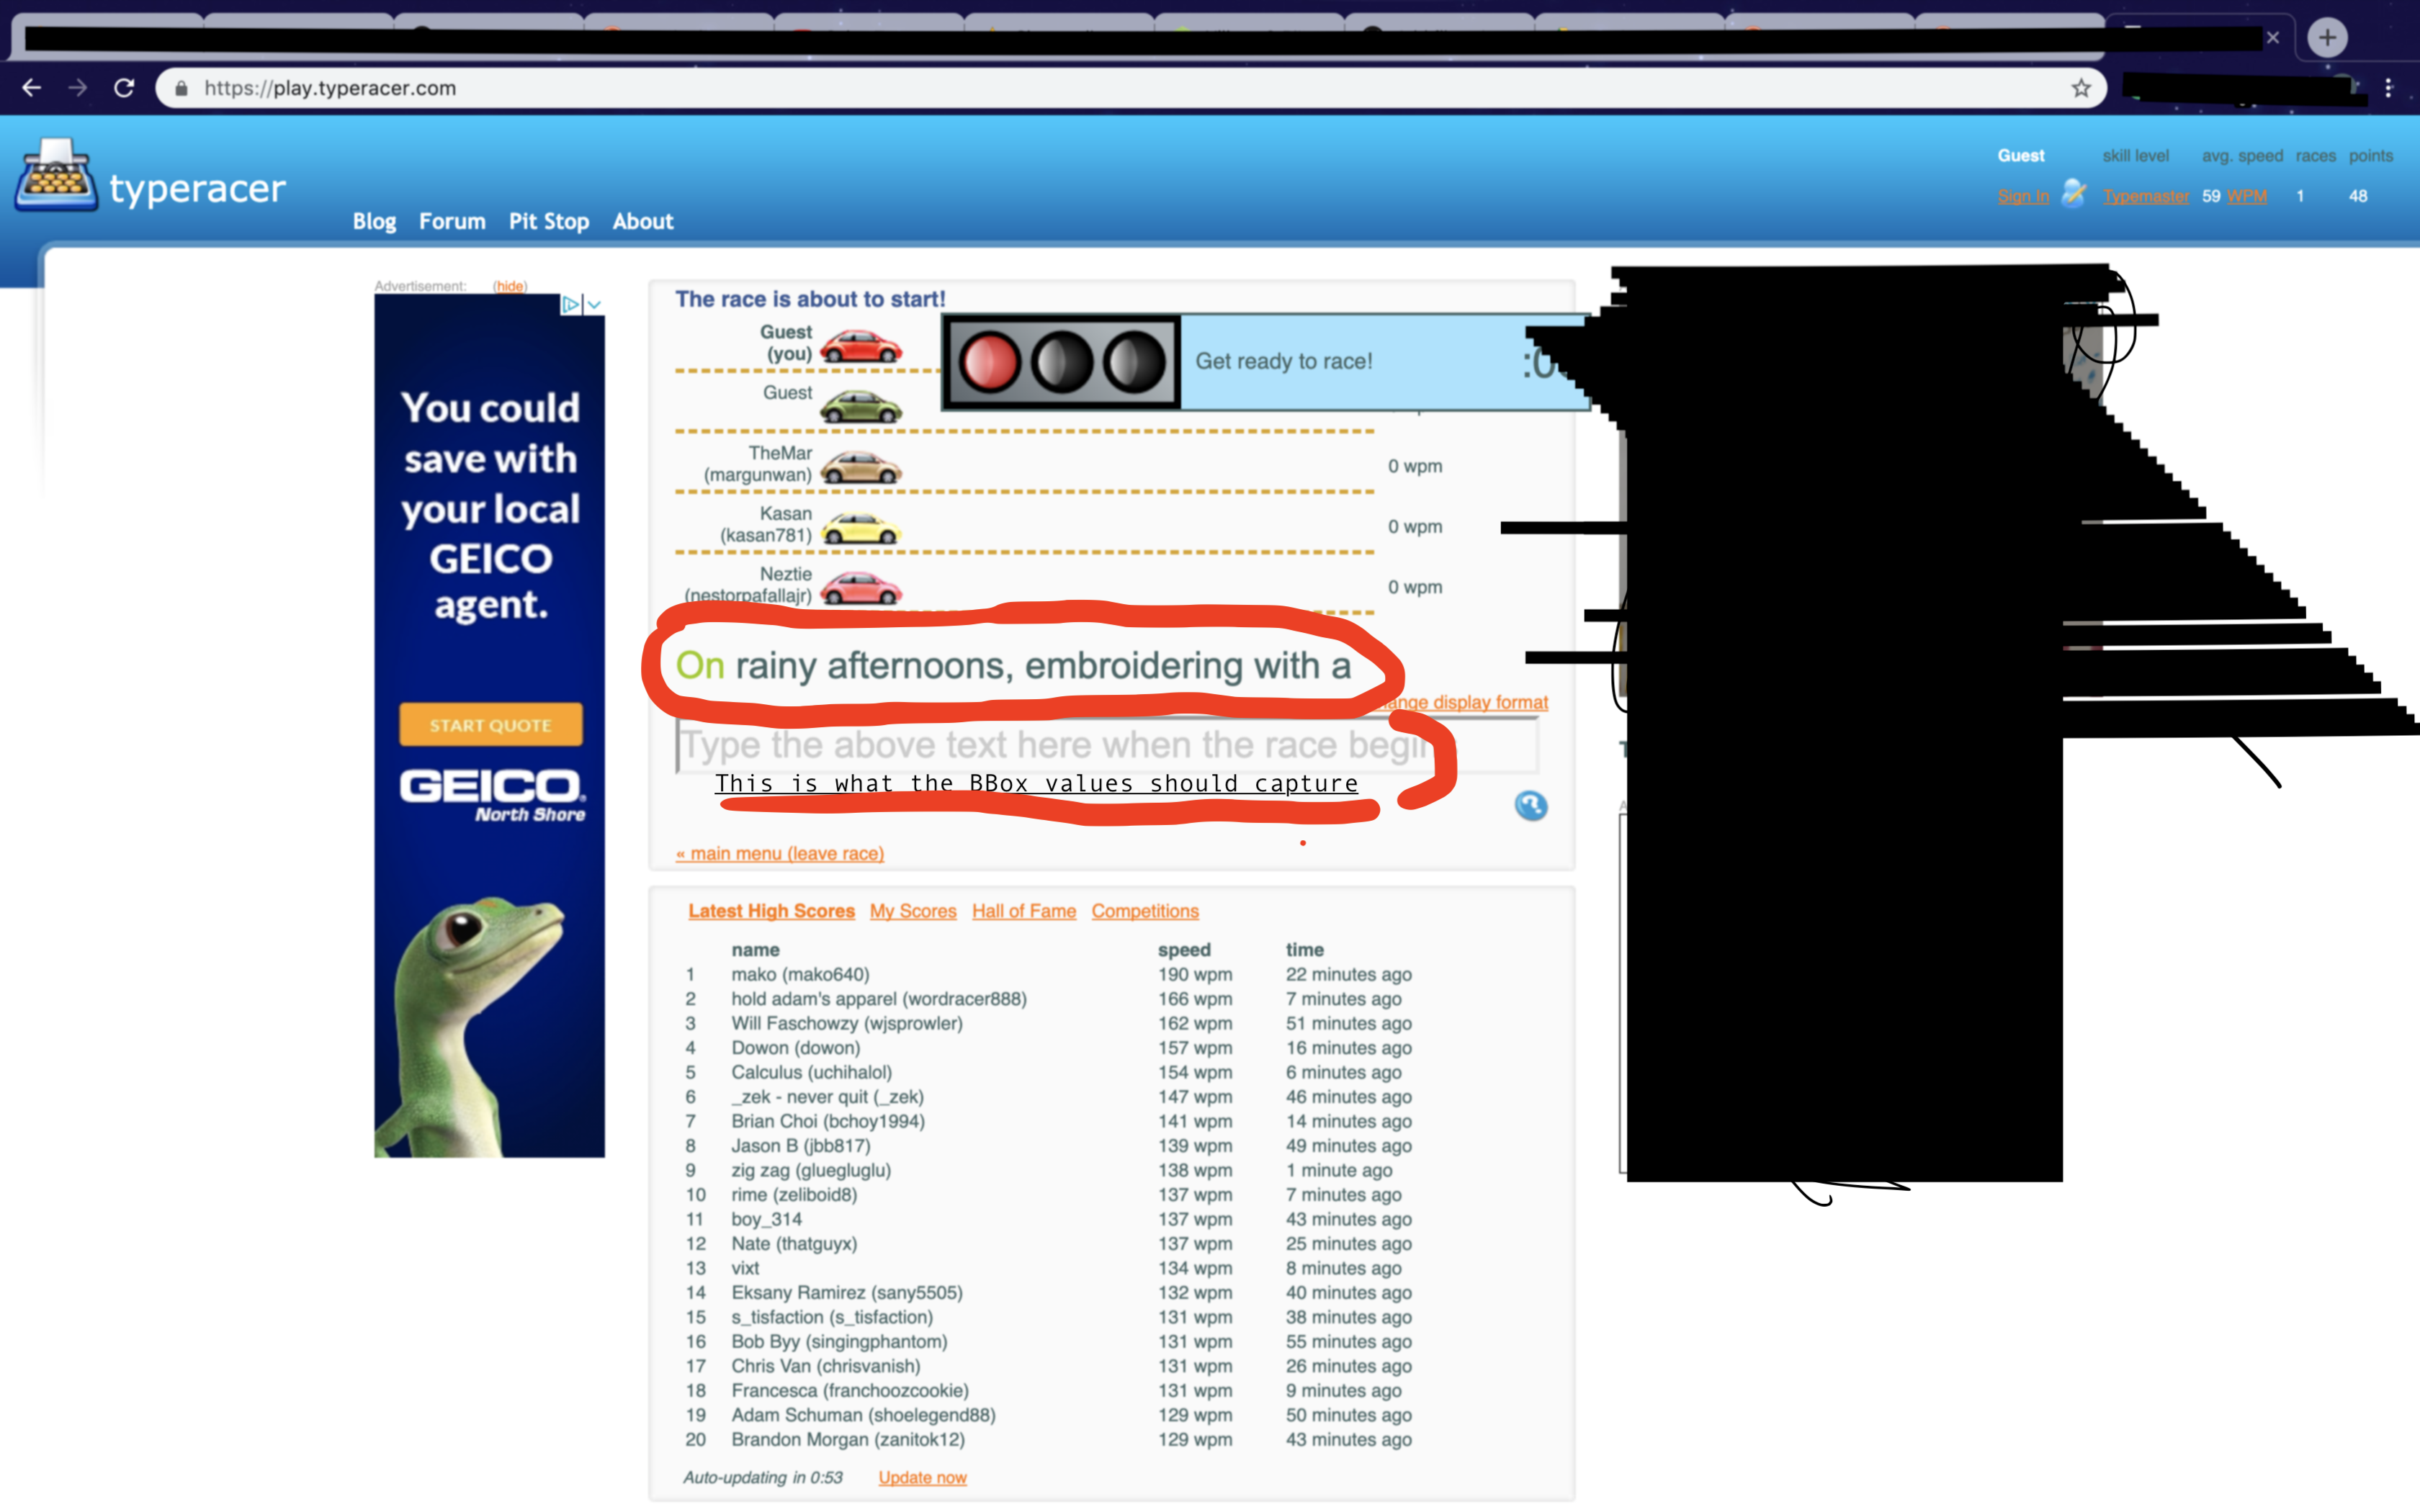 https://play.typeracer.com
typeracer
Blog Forum Pit Stop About
Guest skill level avg. speed races points
Sign In Typemaster 59 WPM 1 48
Advertisement: (hide)
You could
save with
your local
GEICO
agent.
START QUOTE
GEICO
North Shore
The race is about to start!
Guest
(you)
Get ready to race!
Guest
TheMar
(margunwan)
0 wpm
Kasan
(kasan781)
0 wpm
Neztie
(nestorpafallajr)
0 wpm
On rainy afternoons, embroidering with a
display format
Type the above text here when the race
This is what the BBox values should capture
« main menu (leave race)
Latest High Scores My Scores Hall of Fame Competitions
name speed time
1 mako (mako640) 190 wpm 22 minutes ago
2 hold adam's apparel (wordracer888) 166 wpm 7 minutes ago
3 Will Faschowzy (wjsprowler) 162 wpm 51 minutes ago
4 Dowon (dowon) 157 wpm 16 minutes ago
5 Calculus (uchihalol) 154 wpm 6 minutes ago
6 _zek - never quit (_zek) 147 wpm 46 minutes ago
7 Brian Choi (bchoy1994) 141 wpm 14 minutes ago
8 Jason B (jbb817) 139 wpm 49 minutes ago
9 zig zag (gluegluglu) 138 wpm 1 minute ago
10 rime (zeliboid8) 137 wpm 7 minutes ago
11 boy_314 137 wpm 43 minutes ago
12 Nate (thatguyx) 137 wpm 25 minutes ago
13 vixt 134 wpm 8 minutes ago
14 Eksany Ramirez (sany5505) 132 wpm 40 minutes ago
15 s_tisfaction (s_tisfaction) 131 wpm 38 minutes ago
16 Bob Byy (singingphantom) 131 wpm 55 minutes ago
17 Chris Van (chrisvanish) 131 wpm 26 minutes ago
18 Francesca (franchoozcookie) 131 wpm 9 minutes ago
19 Adam Schuman (shoelegend88) 129 wpm 50 minutes ago
20 Brandon Morgan (zanitok12) 129 wpm 43 minutes ago
Auto-updating in 0:53 Update now